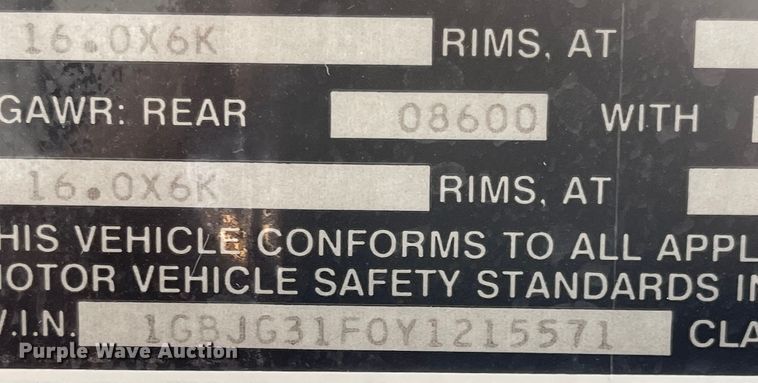 16.0X6K RIMS, AT
GAWR: REAR 08600 WITH
16.0X6K RIMS, AT
HIS VEHICLE CONFORMS TO ALL APPL
OTOR VEHICLE SAFETY STANDARDS IN
V.I.N. 1GBJG31F0Y1215571 CLA
Purple Wave Auction